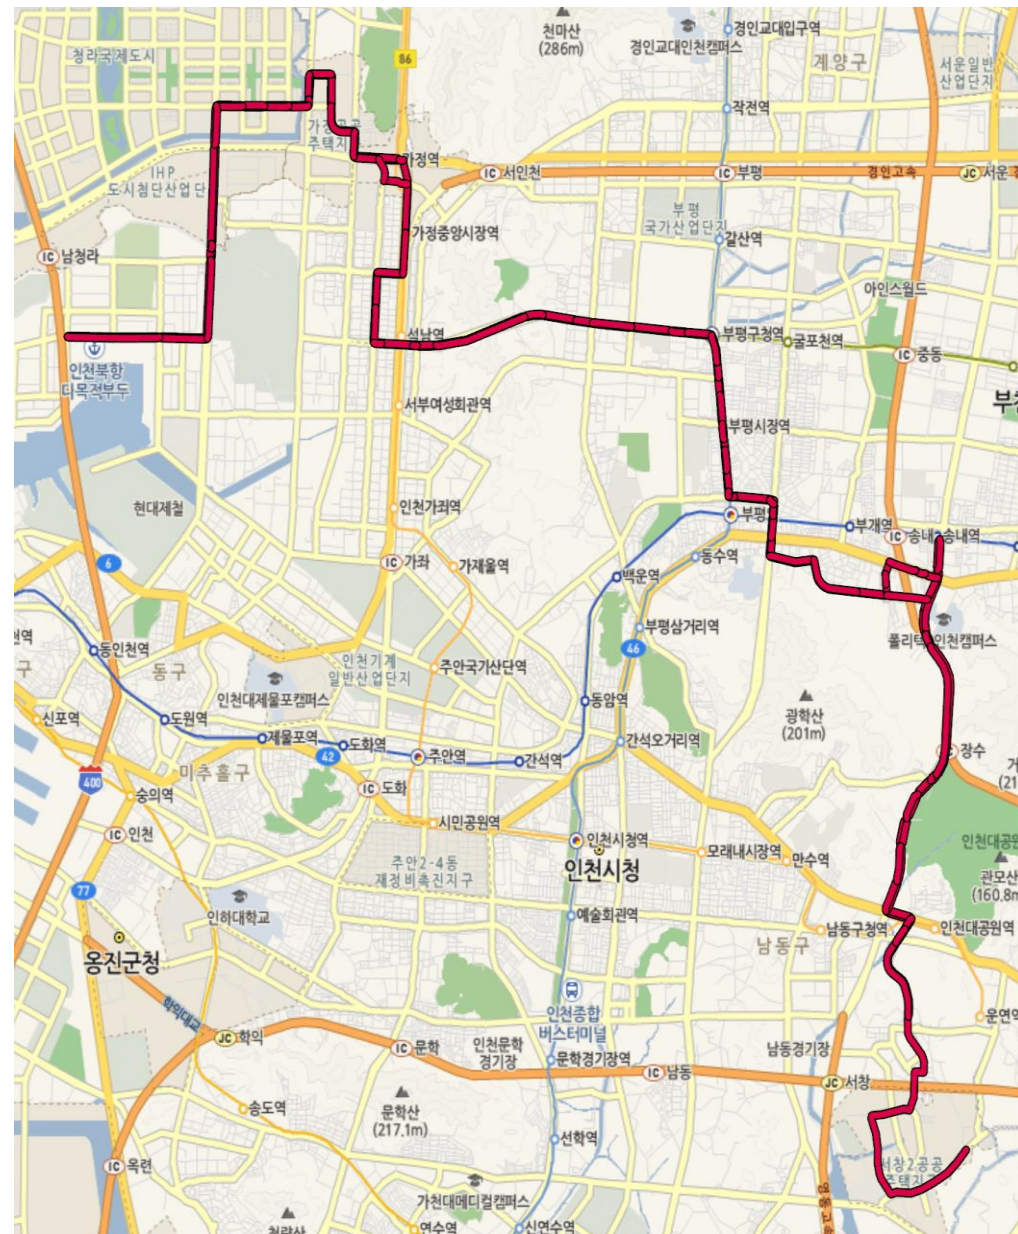 천마산
(286m)
경인교대입구역
경인교대인천캠퍼스
계양구
서운일반
산업단지
청라국제도시
86
작전역
가정공공
주택지
가정역
IC 서인천
IC 부평
경인고속
JC 서운
IHP
도시첨단산업단
부평
국가산업단지
가정중앙시장역
갈산역
IC 남청라
아인스월드
석남역
부평구청역
굴포천역
IC 중동
인천북항
다목적부두
서부여성회관역
부평시장역
현대제철
인천가좌역
부평
부개역
IC 송내
송내역
6
IC 가좌
가재울역
백운역
동수역
부평삼거리역
폴리텍
인천캠퍼스
동인천역
동구
46
인천기계
일반산업단지
주안국가산단역
인천대제물포캠퍼스
동암역
광학산
(201m)
신포역
도원역
제물포역
도화역
42
주안역
간석역
간석오거리역
장수
미추홀구
400
숭의역
IC 도화
IC 인천
시민공원역
인천시청역
인천시청
모래내시장역
만수역
인천대공원
관모산
(160.8m
주안2-4동
재정비촉진지구
77
인하대학교
예술회관역
남동구청역
인천대공원역
남동구
옹진군청
학익대교
인천종합
버스터미널
운연역
JC 학익
IC 문학
인천문학
경기장
문학경기장역
IC 남동
남동경기장
JC 서창
송도역
문학산
(217.1m)
선학역
IC 옥련
서창2공공
주택지
가천대메디컬캠퍼스
청량산
연수역
신연수역
영동고속